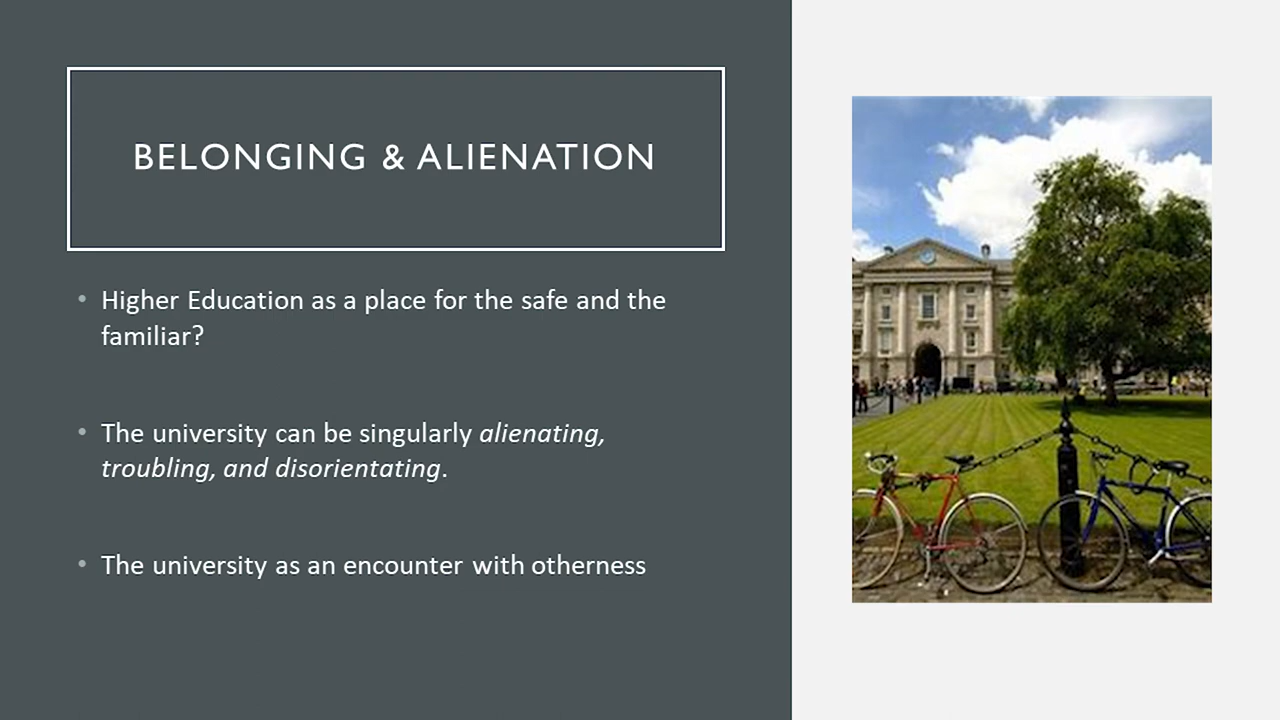 BELONGING & ALIENATION
• Higher Education as a place for the safe and the
familiar?
• The university can be singularly alienating,
troubling, and disorientating.
• The university as an encounter with otherness